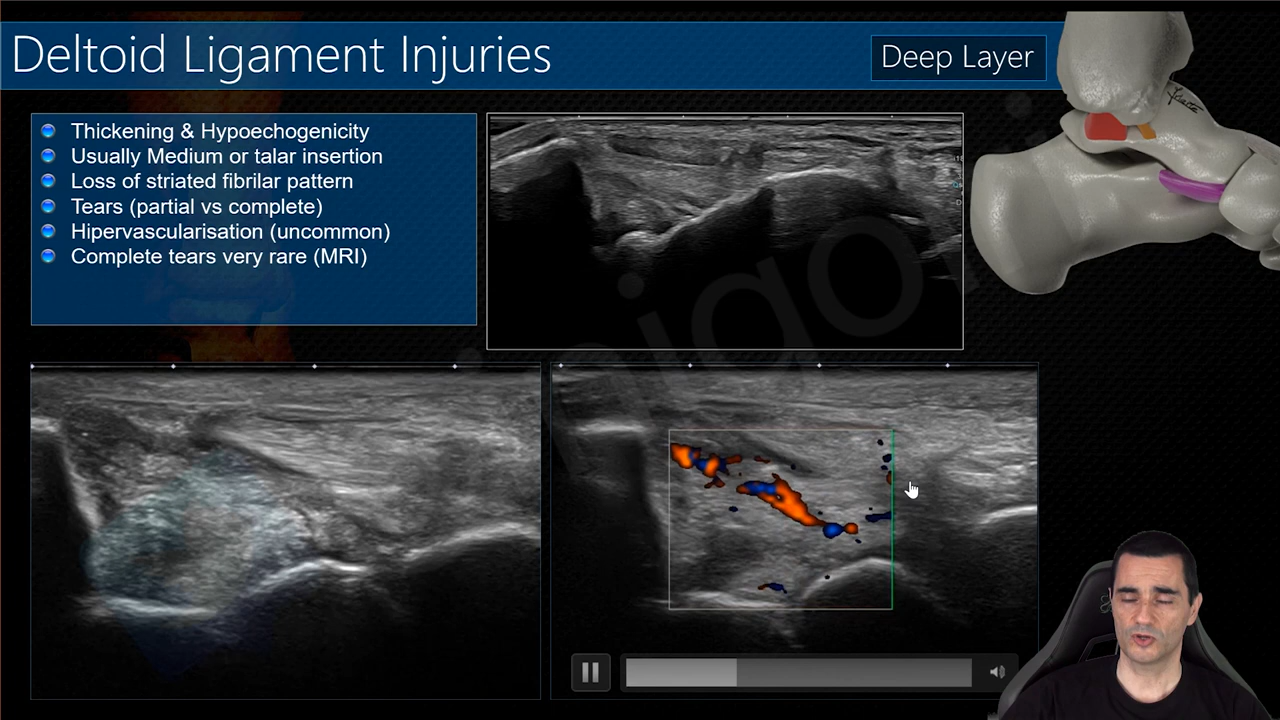 Deltoid Ligament Injuries
Deep Layer
Thickening & Hypoechogenicity
Usually Medium or talar insertion
Loss of striated fibrilar pattern
Tears (partial vs complete)
Hipervascularisation (uncommon)
Complete tears very rare (MRI)